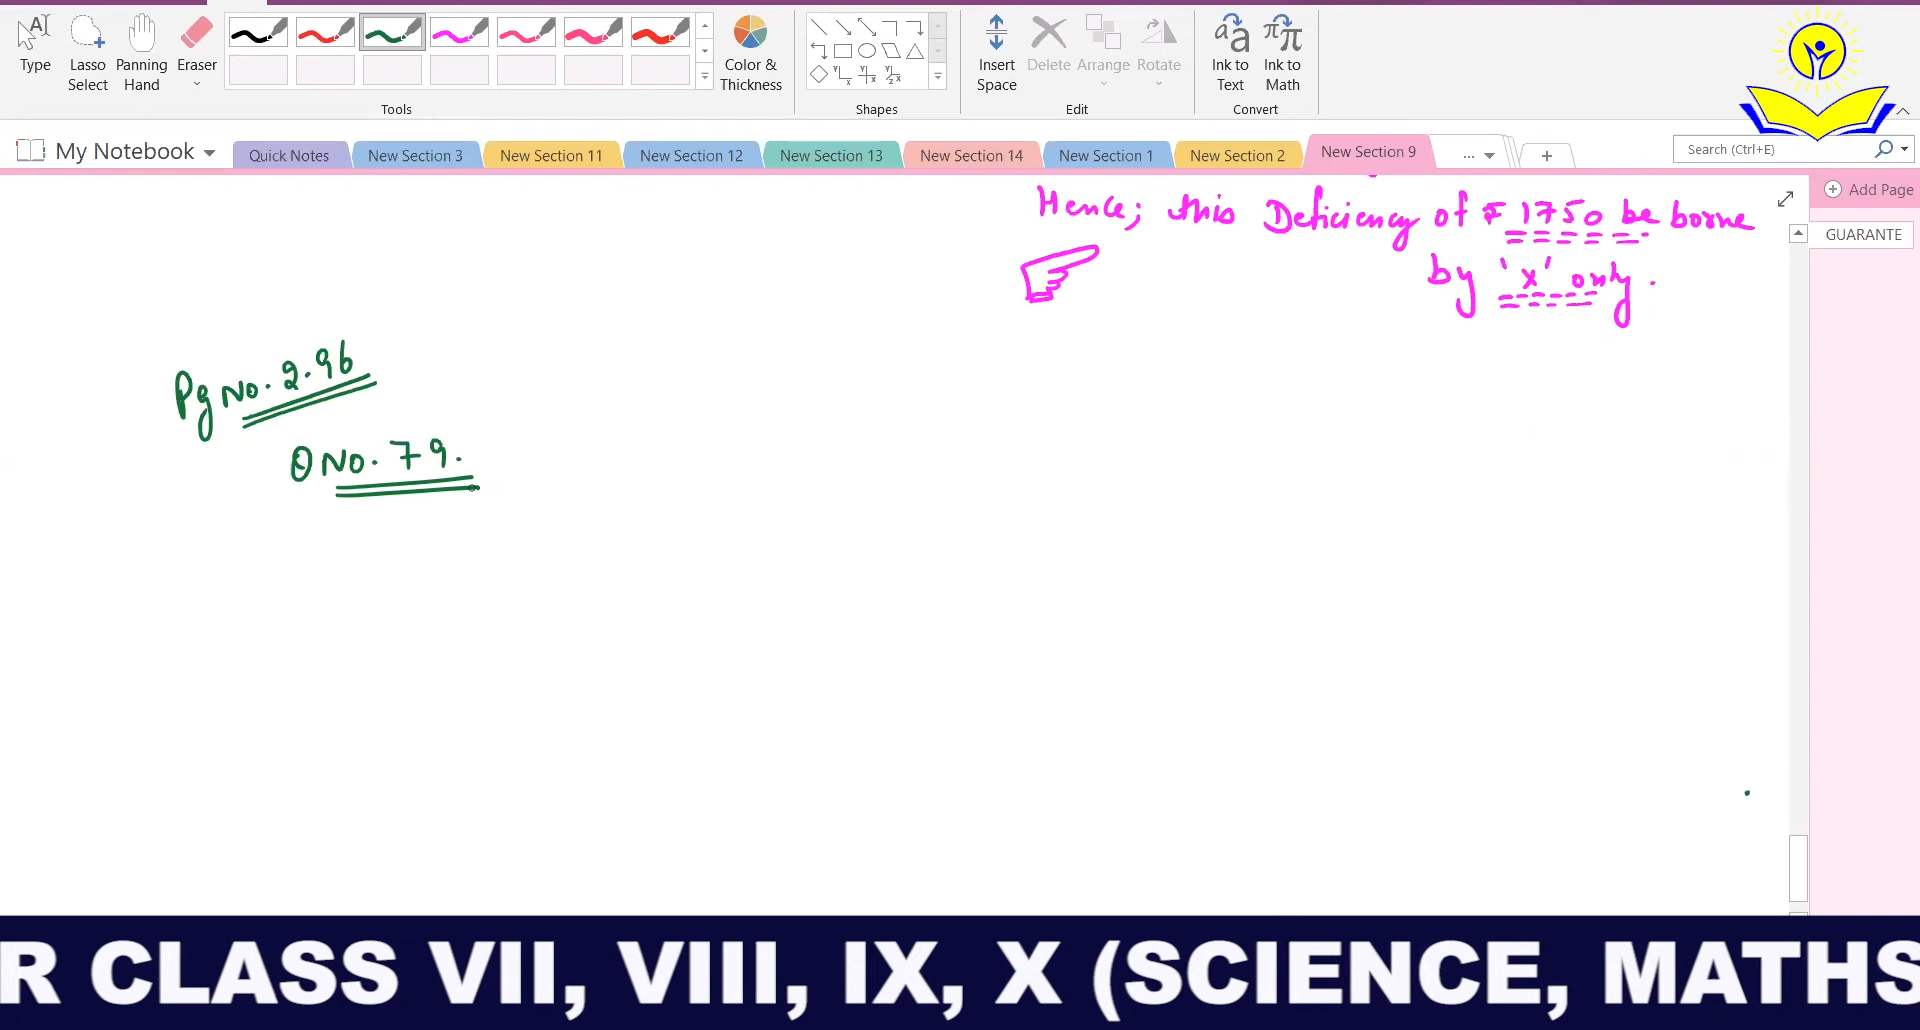 Type
Lasso Select
Panning Hand
Eraser
Color & Thickness
Insert Space
Delete
Arrange
Rotate
Ink to Text
Ink to Math
Tools
Shapes
Edit
Convert
My Notebook
Quick Notes
New Section 3
New Section 11
New Section 12
New Section 13
New Section 14
New Section 1
New Section 2
New Section 9
...
Search (Ctrl+E)
Add Page
GUARANTE
Hence; this Deficiency of ₹ 1750 be borne
by 'x' only.
Pg No. 2.96
Q No. 79.
R CLASS VII, VIII, IX, X (SCIENCE, MATHS